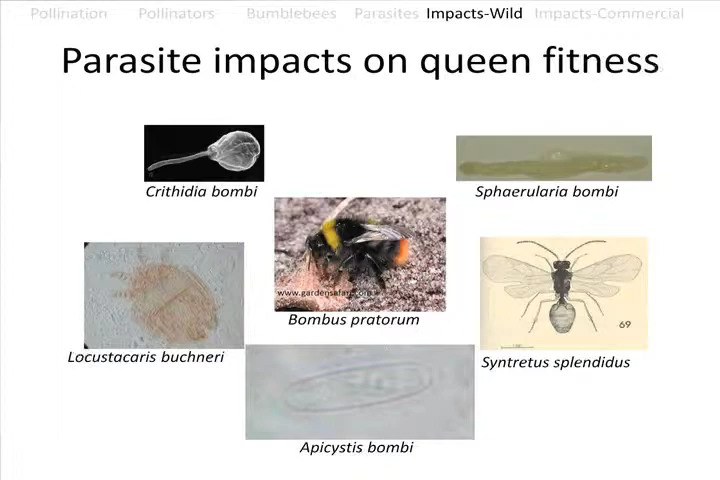 Pollination Pollinators Bumblebees Parasites Impacts-Wild Impacts-Commercial
Parasite impacts on queen fitness
Crithidia bombi
Sphaerularia bombi
www.gardensafari.com
Bombus pratorum
69
Locustacaris buchneri
Syntretus splendidus
Apicystis bombi